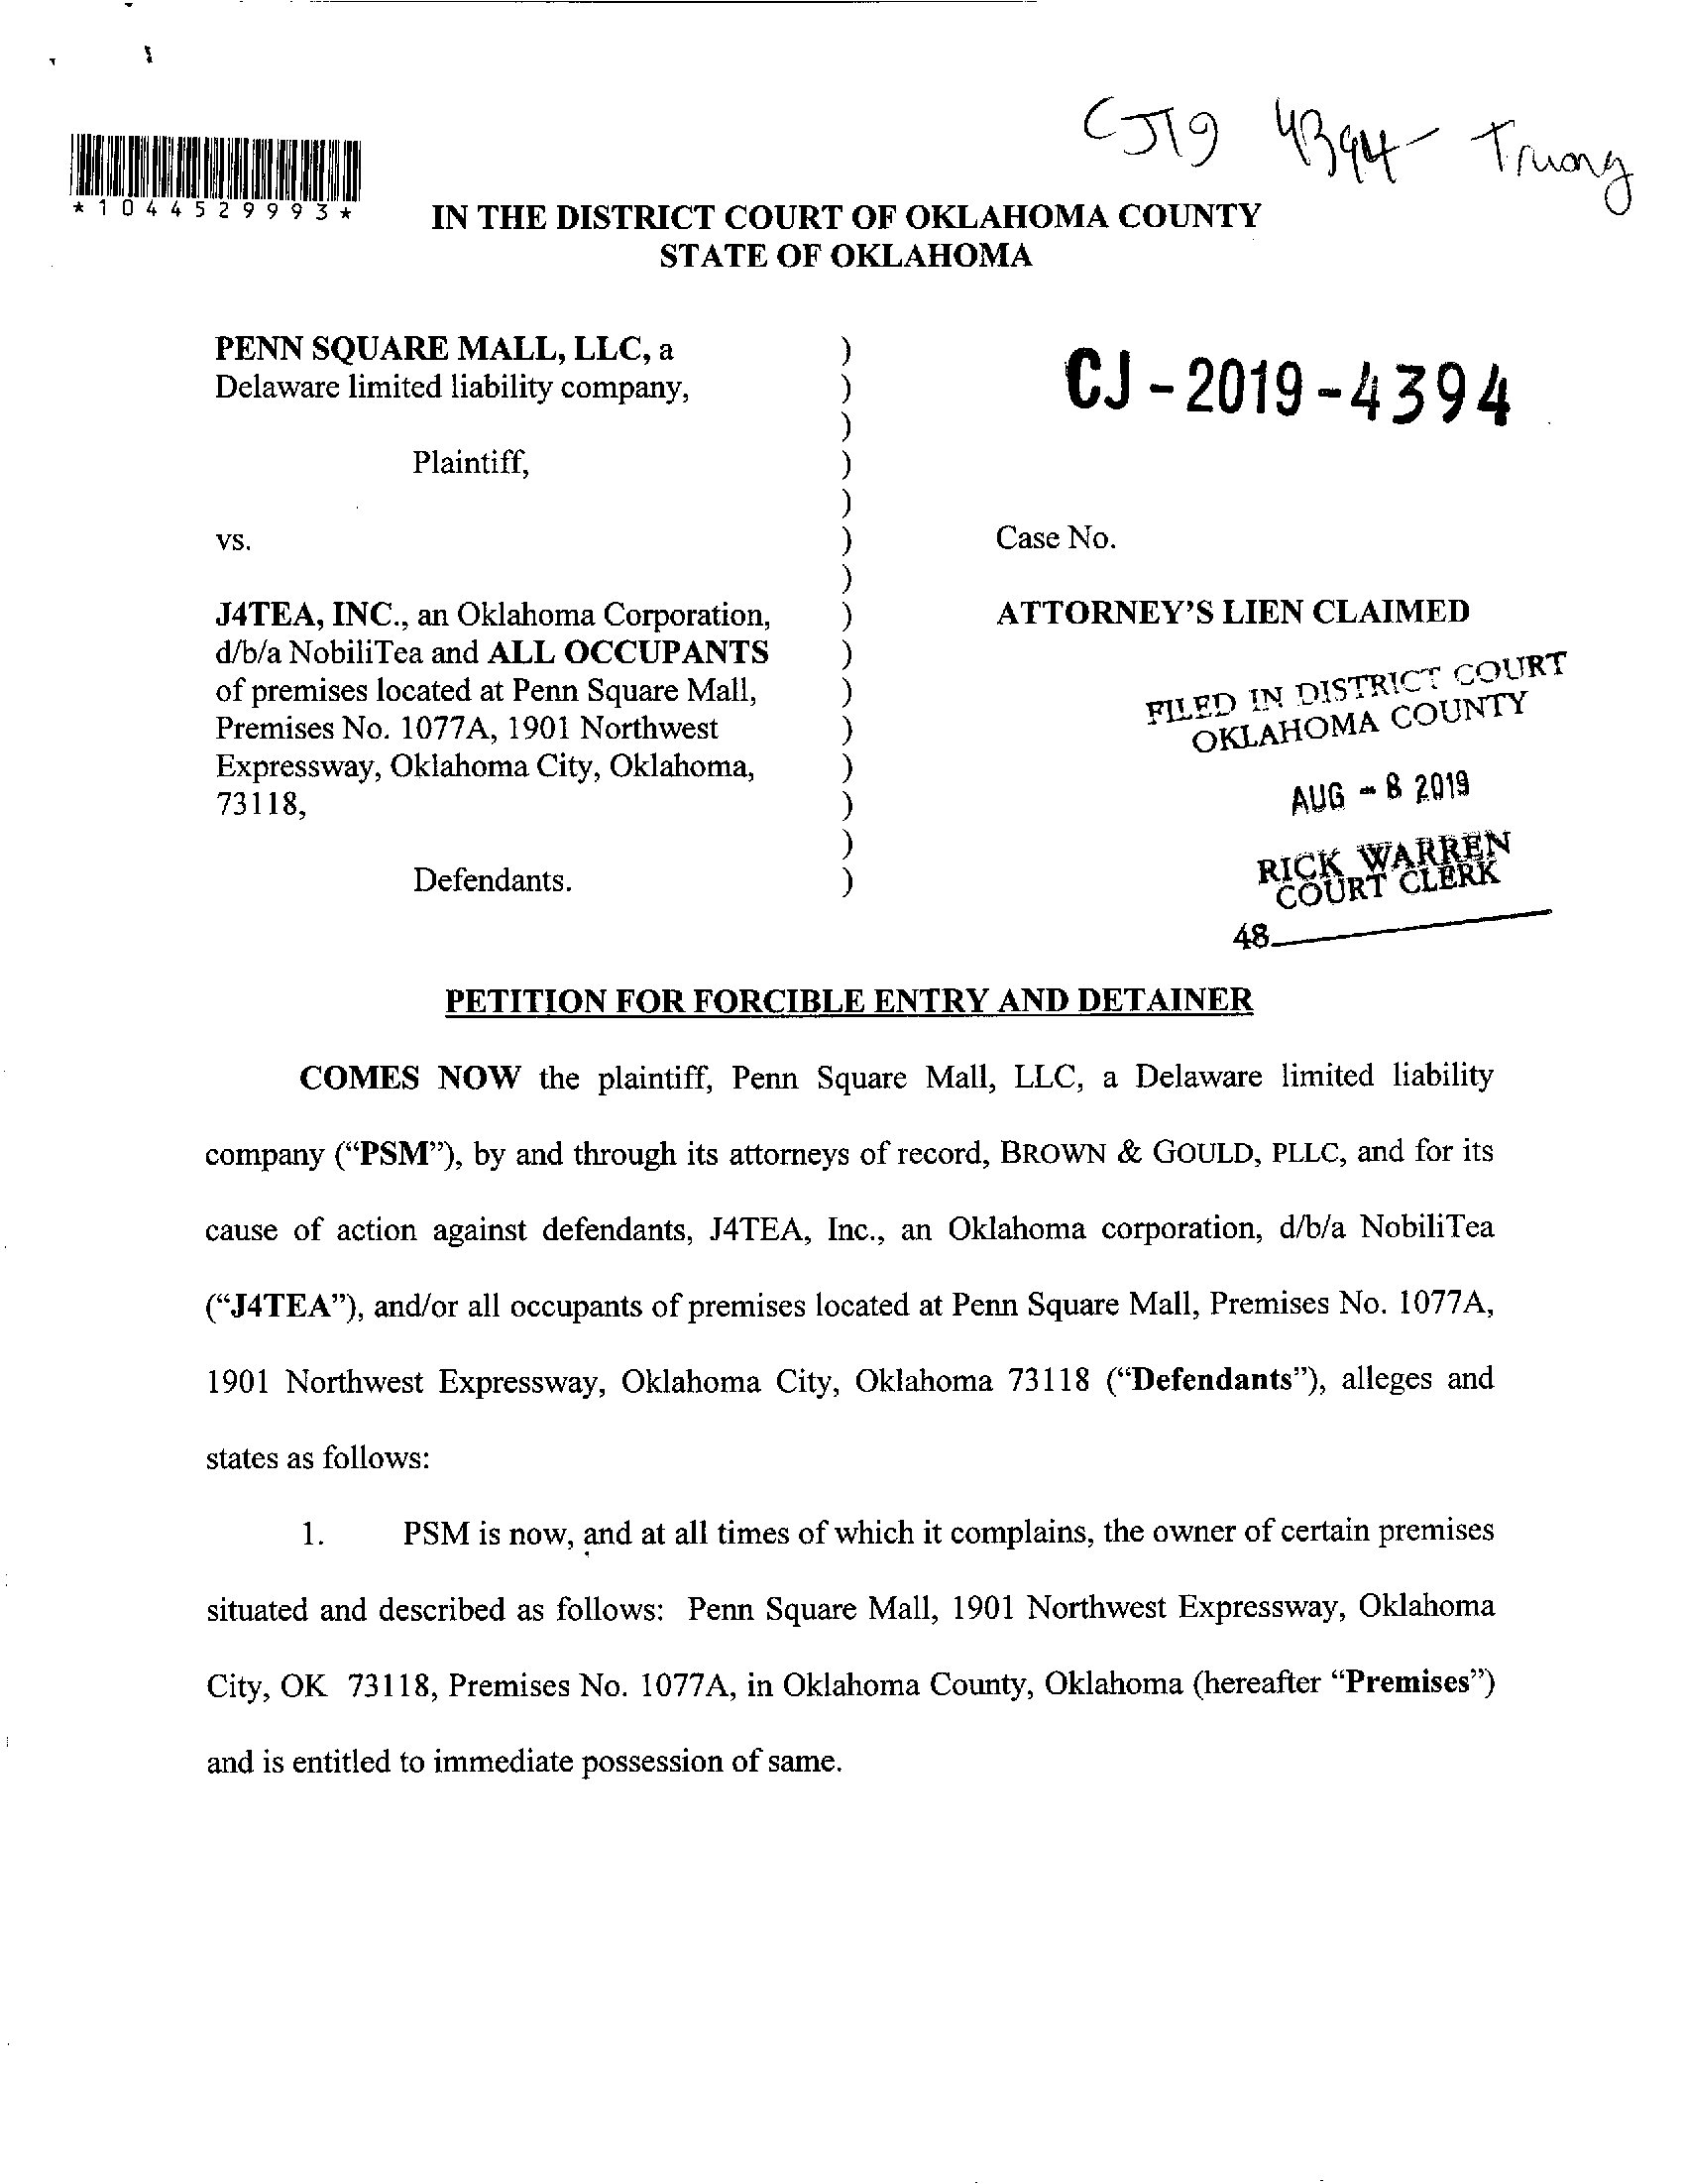 CJ19 4394 - Truong
*1044529993*
IN THE DISTRICT COURT OF OKLAHOMA COUNTY
STATE OF OKLAHOMA
PENN SQUARE MALL, LLC, a )
Delaware limited liability company, )
)
Plaintiff, )
)
vs. )
)
J4TEA, INC., an Oklahoma Corporation, )
d/b/a NobiliTea and ALL OCCUPANTS )
of premises located at Penn Square Mall, )
Premises No. 1077A, 1901 Northwest )
Expressway, Oklahoma City, Oklahoma, )
73118, )
)
Defendants. )
CJ - 2019 - 4394
Case No.
ATTORNEY'S LIEN CLAIMED
FILED IN DISTRICT COURT
OKLAHOMA COUNTY
AUG - 8 2019
RICK WARREN
COURT CLERK
48
PETITION FOR FORCIBLE ENTRY AND DETAINER
COMES NOW the plaintiff, Penn Square Mall, LLC, a Delaware limited liability
company (“PSM”), by and through its attorneys of record, BROWN & GOULD, PLLC, and for its
cause of action against defendants, J4TEA, Inc., an Oklahoma corporation, d/b/a NobiliTea
(“J4TEA”), and/or all occupants of premises located at Penn Square Mall, Premises No. 1077A,
1901 Northwest Expressway, Oklahoma City, Oklahoma 73118 (“Defendants”), alleges and
states as follows:
1. PSM is now, and at all times of which it complains, the owner of certain premises
situated and described as follows: Penn Square Mall, 1901 Northwest Expressway, Oklahoma
City, OK 73118, Premises No. 1077A, in Oklahoma County, Oklahoma (hereafter “Premises”)
and is entitled to immediate possession of same.